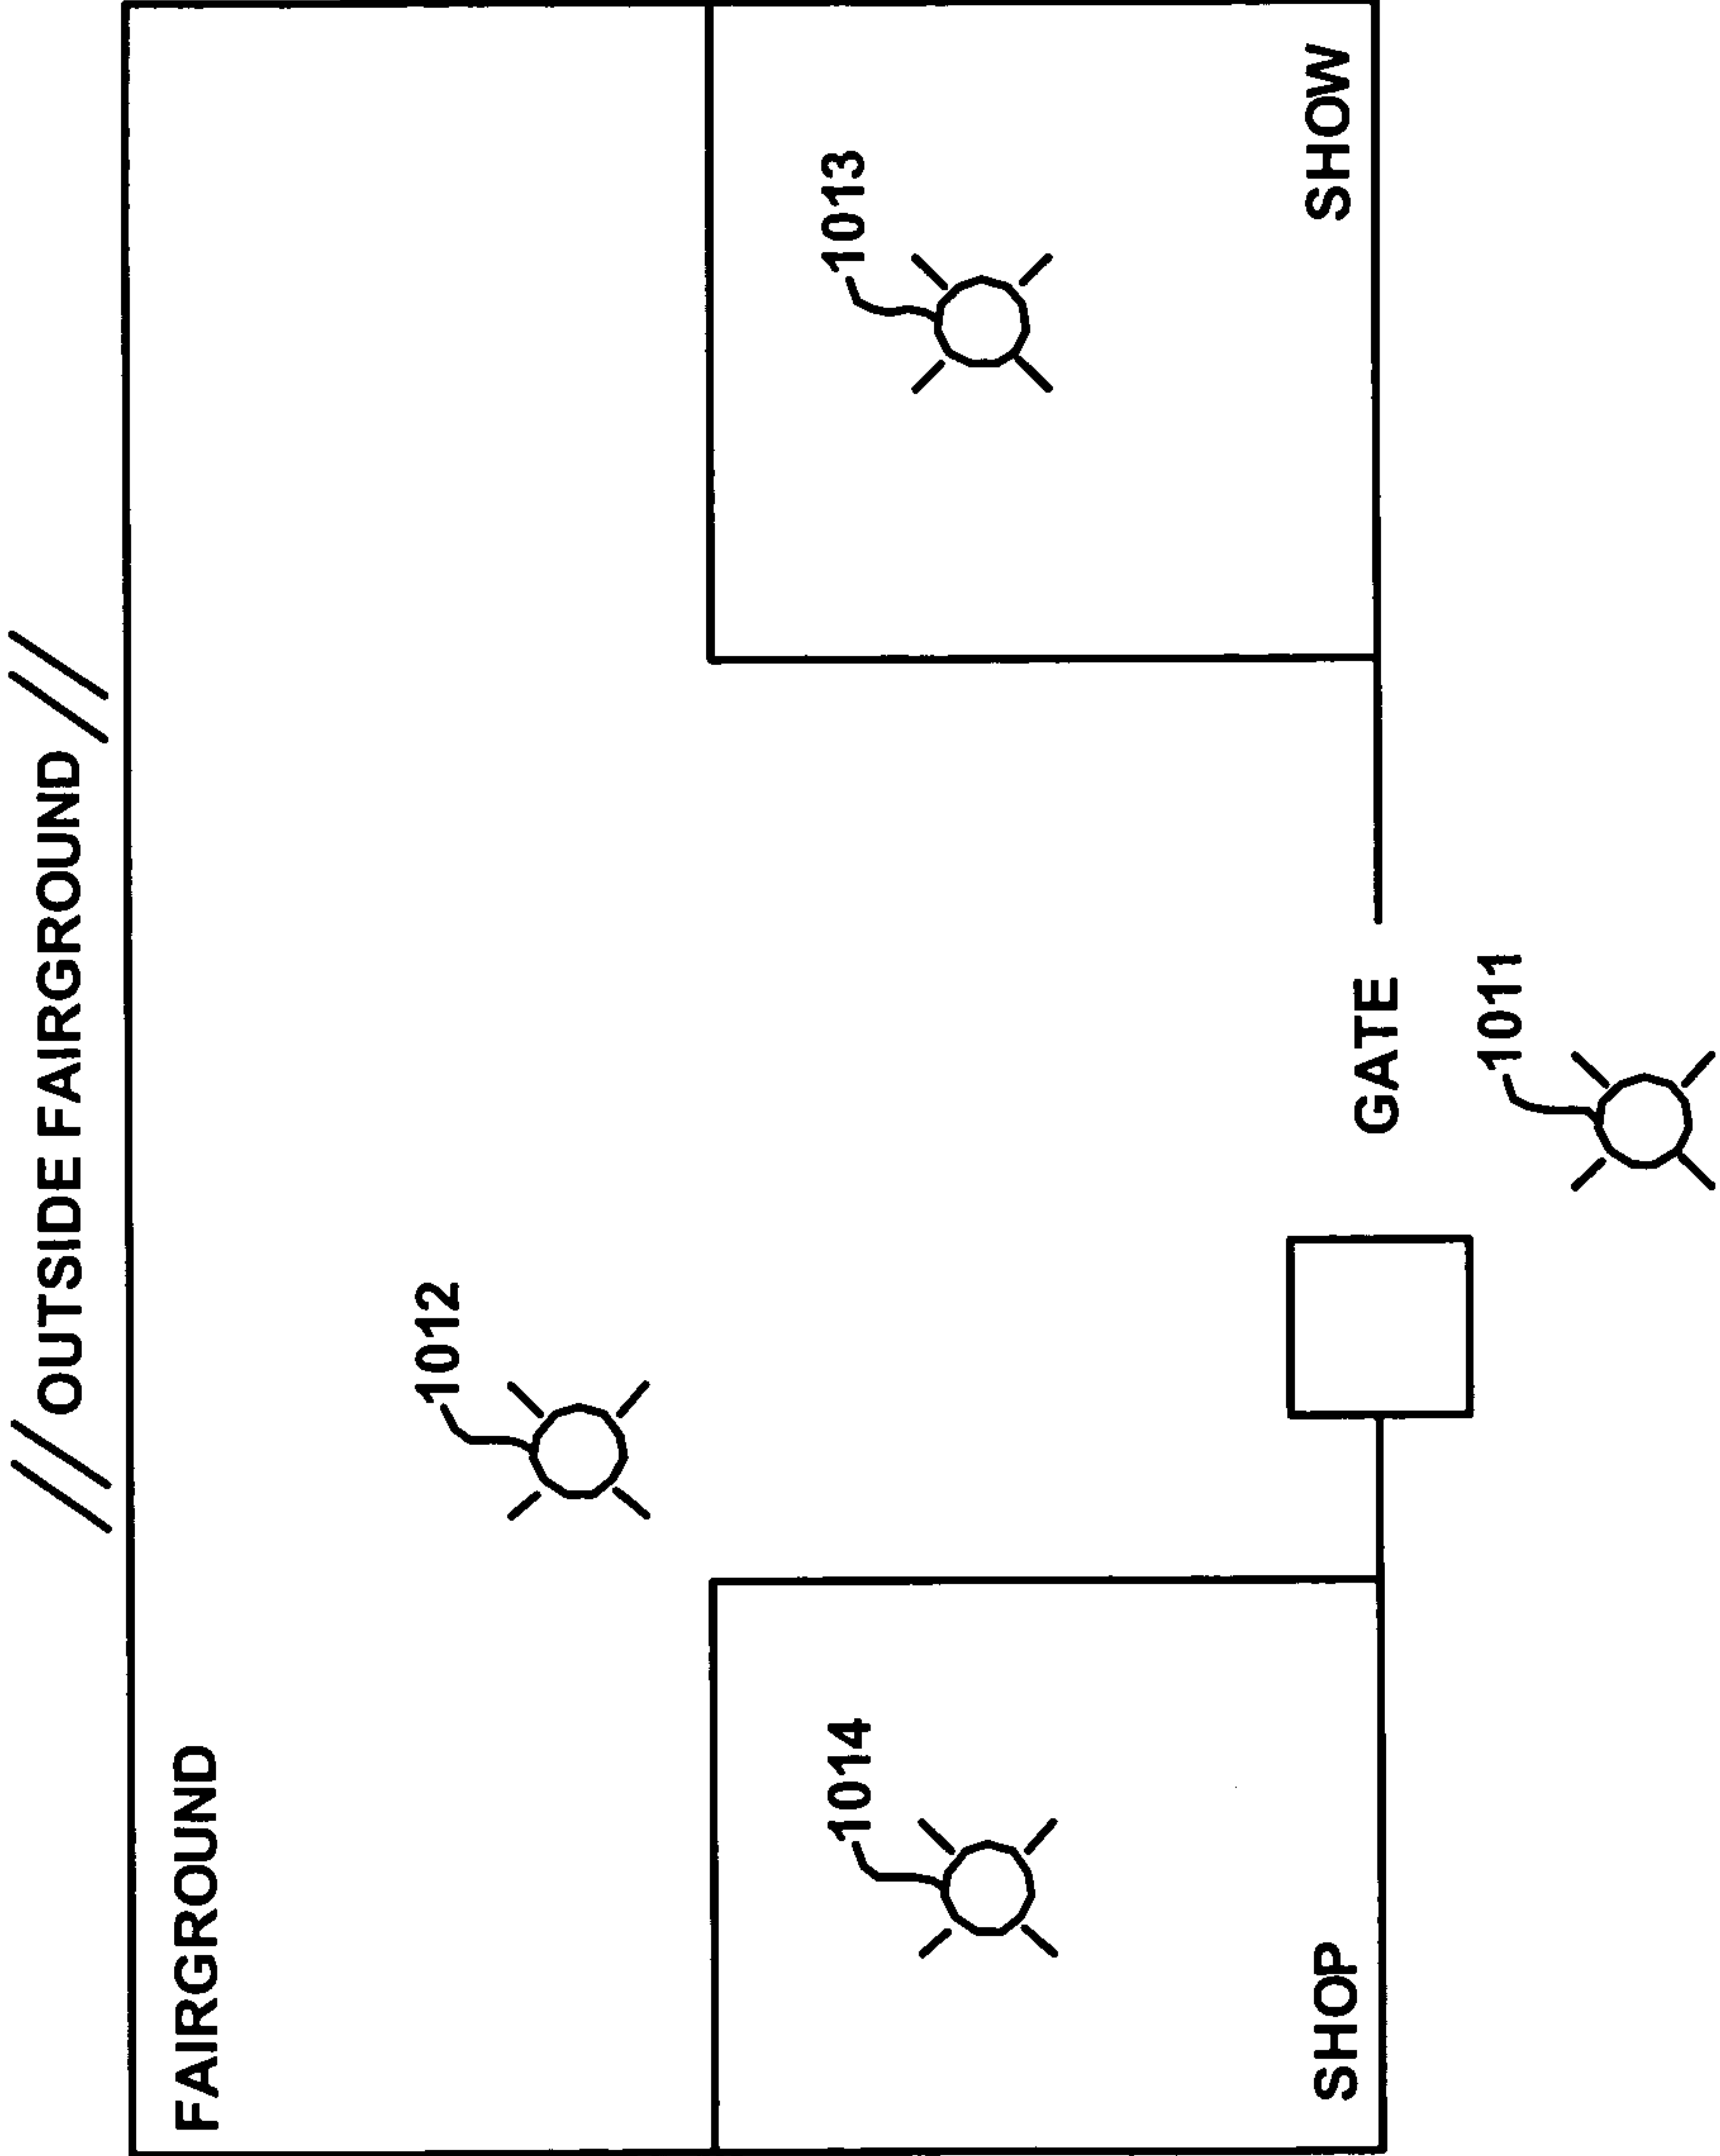 //OUTSIDE FAIRGROUND//
FAIRGROUND
1012
1014
1013
SHOP
GATE
SHOW
1011